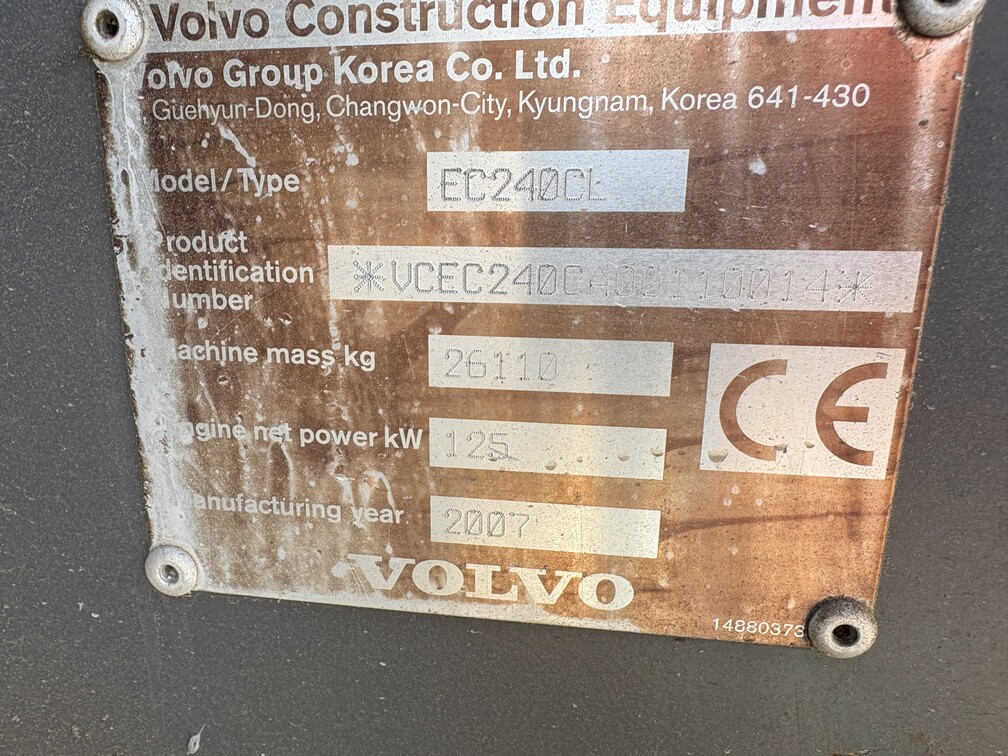 Volvo Construction Equipment
Volvo Group Korea Co. Ltd.
Guehyun-Dong, Changwon-City, Kyungnam, Korea 641-430
Model/Type EC240CL
Product
Identification
Number *VCEC240CA00110014*
Machine mass kg 26110
Engine net power kW 125
Manufacturing year 2007
CE
VOLVO
14880373